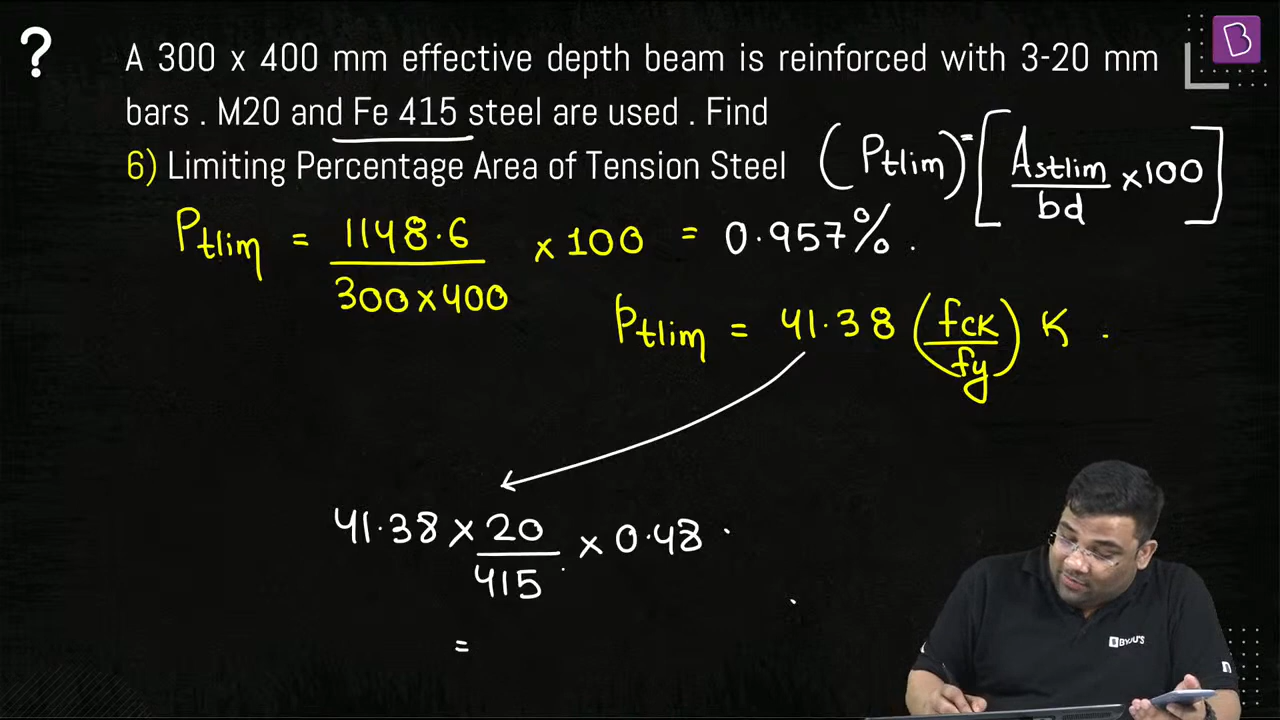 ?
A 300 x 400 mm effective depth beam is reinforced with 3-20 mm
bars . M20 and Fe 415 steel are used . Find
6) Limiting Percentage Area of Tension Steel (Ptlim) = [Astlim/bd x100]
Ptlim = 1148.6/300x400 x 100 = 0.957% .
Ptlim = 41.38 (fck/fy) K .
41.38 x 20/415 x 0.48 .
=
B
BYJU'S